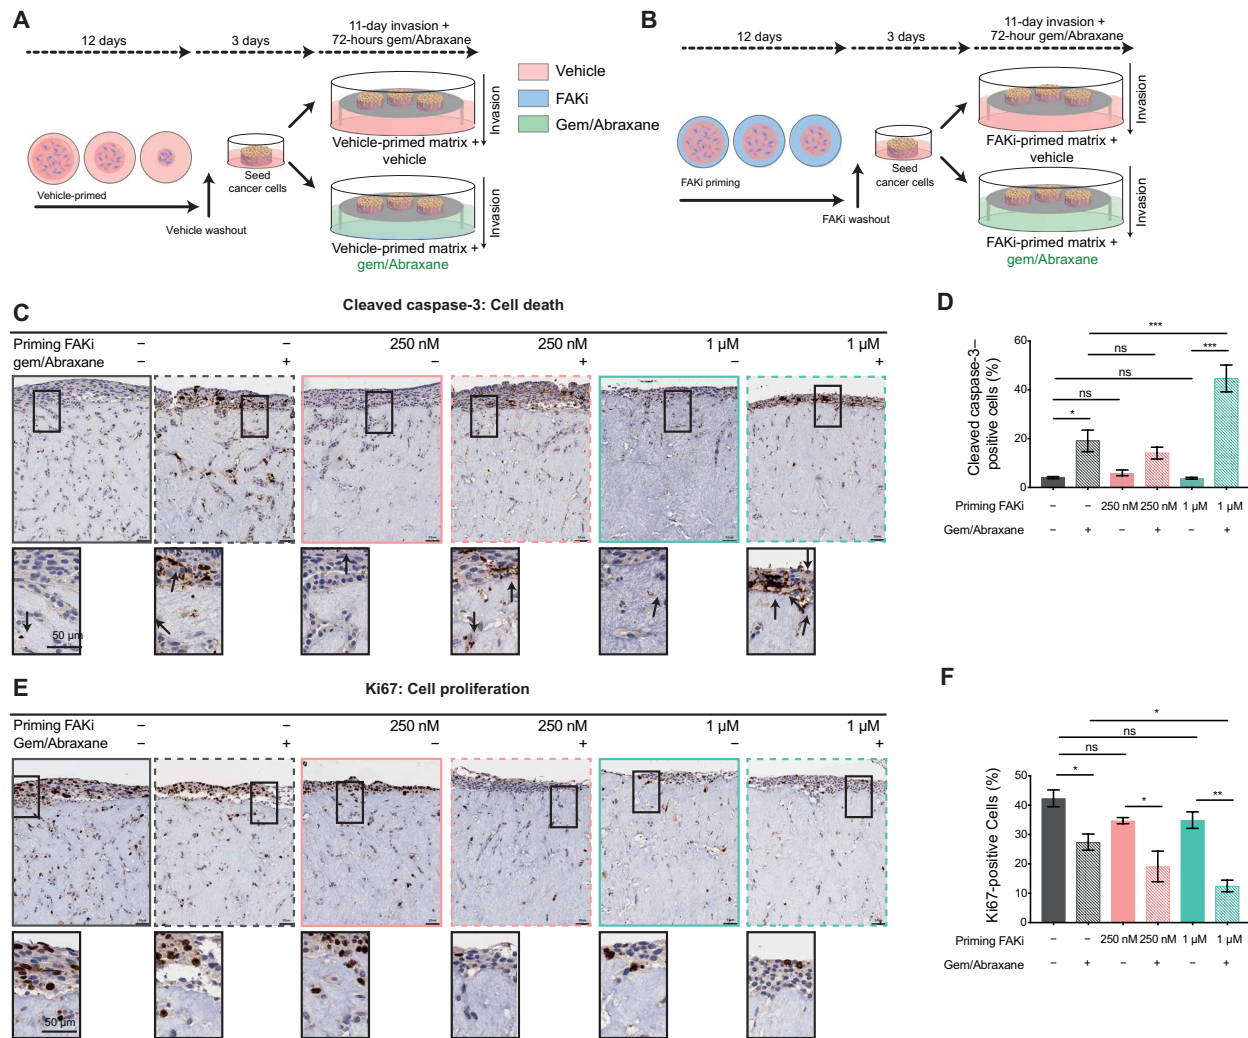 A
12 days
3 days
11-day invasion +
72-hours gem/Abraxane
Vehicle-primed
Vehicle washout
Seed
cancer cells
Vehicle-primed matrix +
vehicle
Invasion
Vehicle-primed matrix +
gem/Abraxane
Invasion
Vehicle
FAKi
Gem/Abraxane
B
12 days
3 days
11-day invasion +
72-hour gem/Abraxane
FAKi priming
FAKi washout
Seed
cancer cells
FAKi-primed matrix +
vehicle
Invasion
FAKi-primed matrix +
gem/Abraxane
Invasion
C
Cleaved caspase-3: Cell death
Priming FAKi – – 250 nM 250 nM 1 µM 1 µM
gem/Abraxane – + – + – +
50 µm
D
Cleaved caspase-3–
positive cells (%)
60
40
20
0
* ns ns ns *** ***
Priming FAKi – – 250 nM 250 nM 1 µM 1 µM
Gem/Abraxane – + – + – +
E
Ki67: Cell proliferation
Priming FAKi – – 250 nM 250 nM 1 µM 1 µM
Gem/Abraxane – + – + – +
50 µm
F
Ki67-positive Cells (%)
50
40
30
20
10
0
* ns ns * * **
Priming FAKi – – 250 nM 250 nM 1 µM 1 µM
Gem/Abraxane – + – + – +